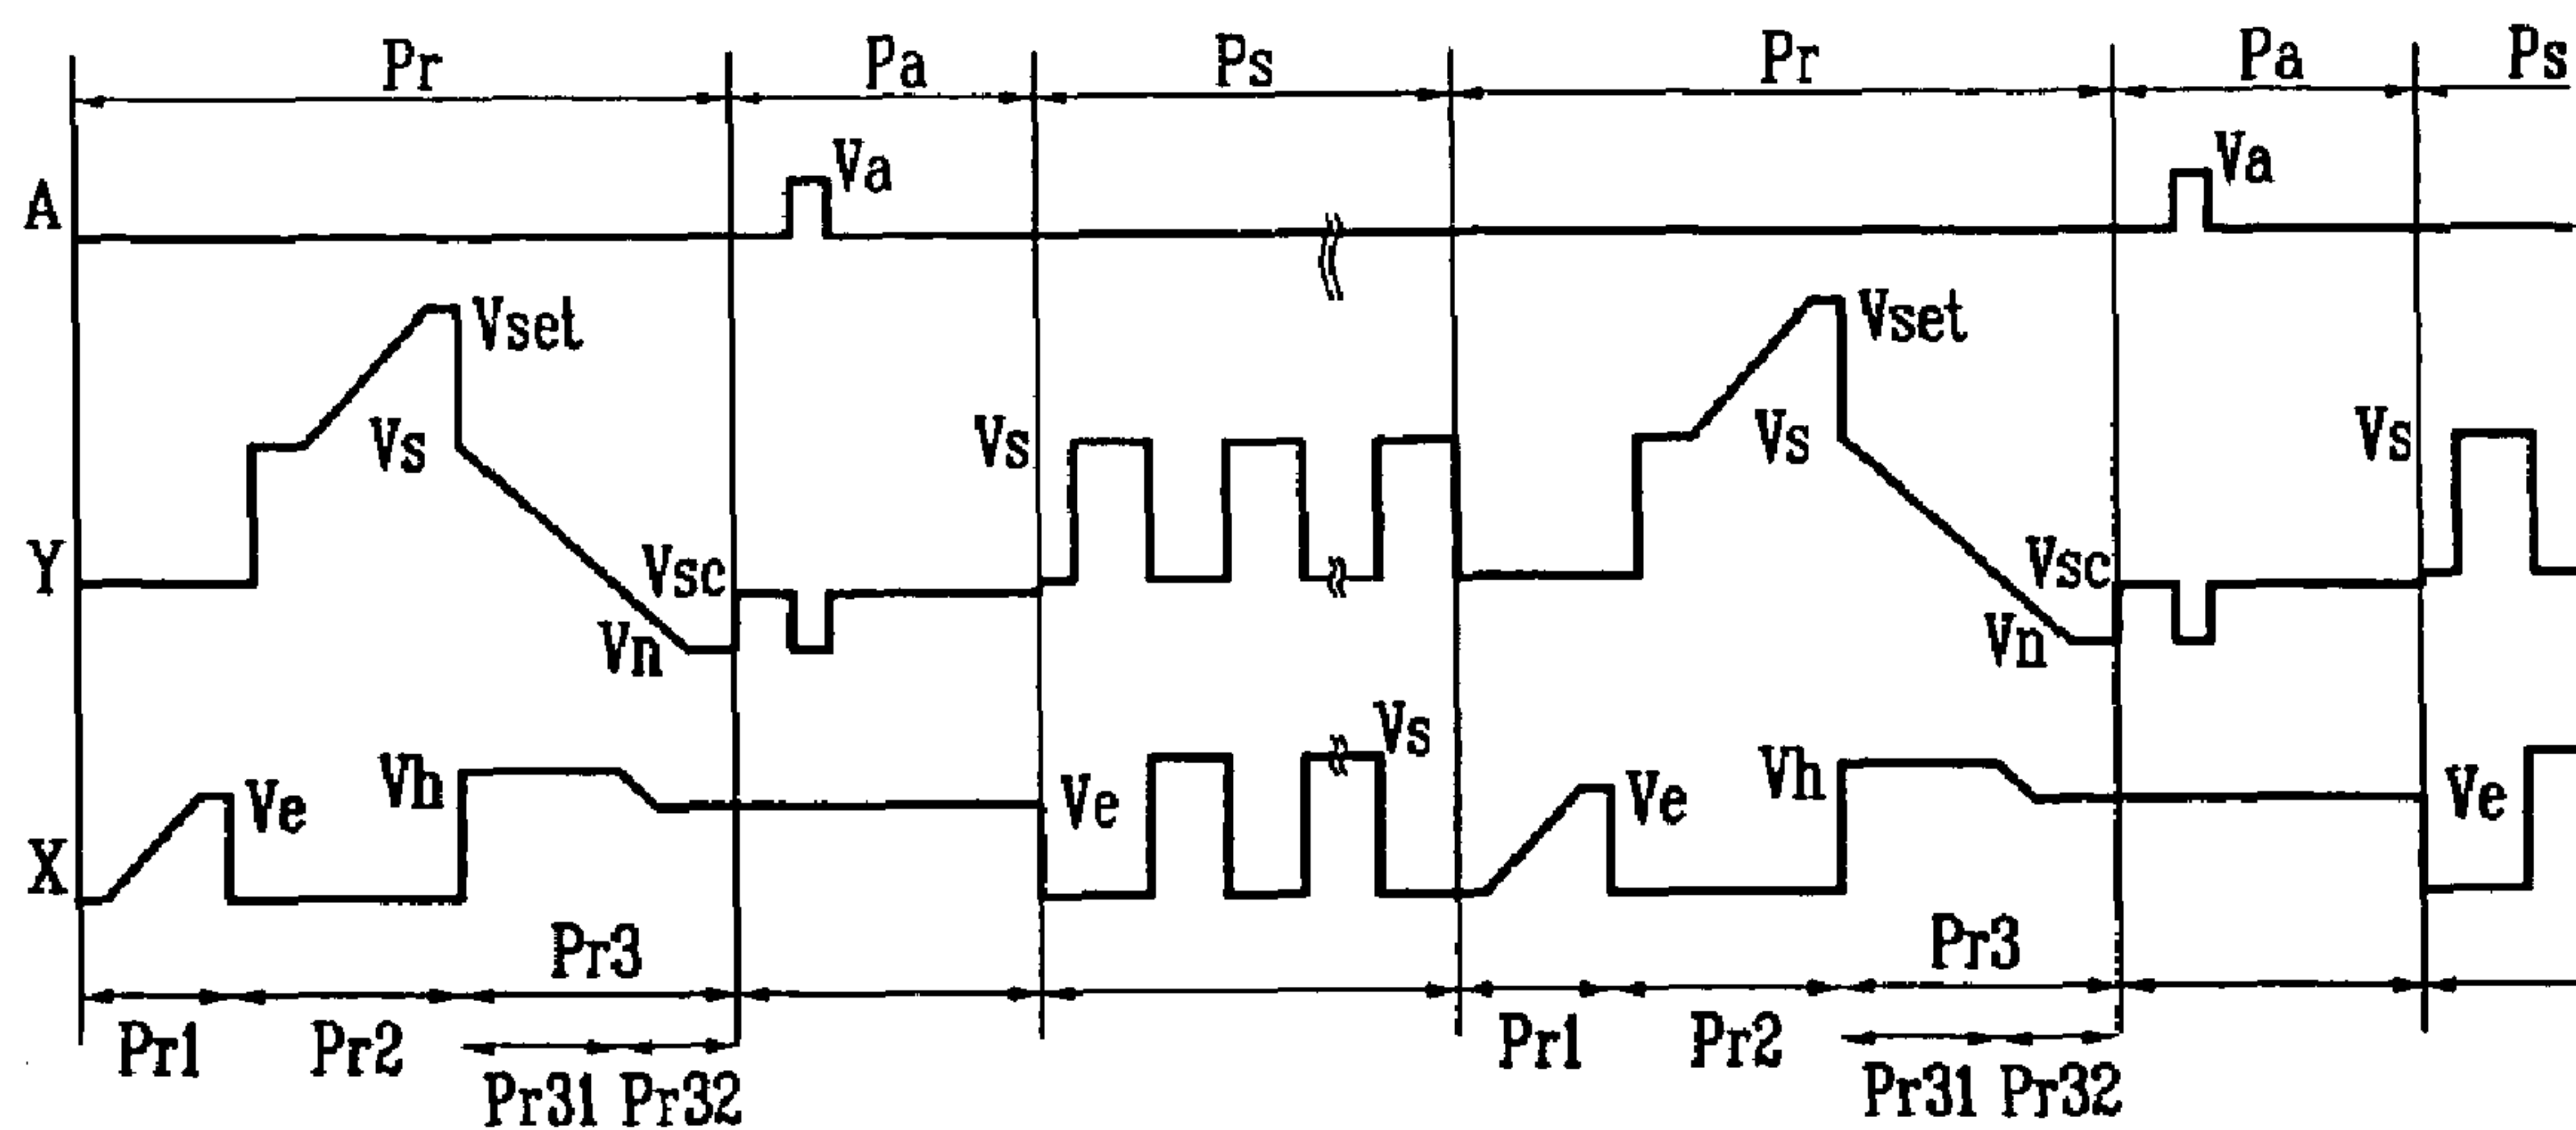 Pr Pa Ps Pr Pa Ps
A Va Va
Vset Vset
Vs Vs Vs Vs
Y Vsc Vsc
Vn Vn
Vs
X Ve Vh Ve Ve Vh Ve
Pr3 Pr3
Pr1 Pr2 Pr1 Pr2
Pr31 Pr32 Pr31 Pr32